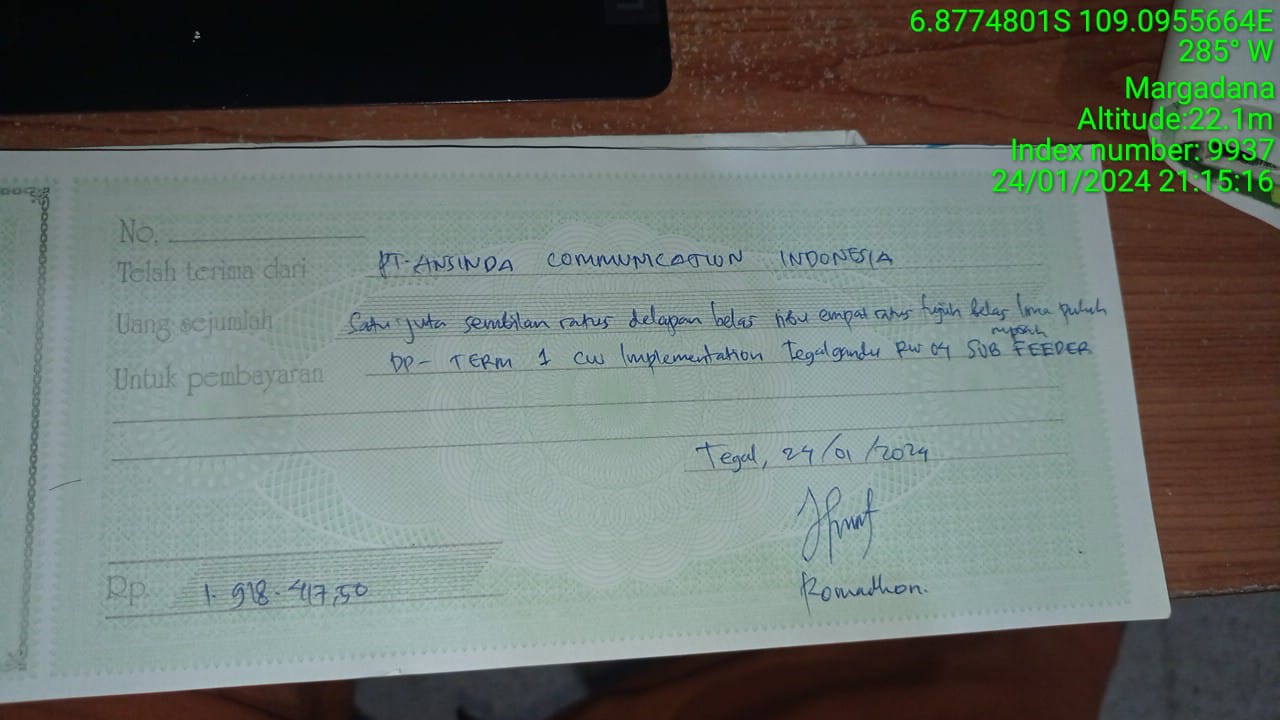 6.8774801S 109.0955664E
285° W
Margadana
Altitude:22.1m
Index number: 9937
24/01/2024 21:15:16
No.
Telah terima dari PT. ANSINDA COMMUNICATION INDONESIA
Uang sejumlah Satu juta sembilan ratus delapan belas ribu empat ratus tujuh belas lima puluh
rupiah
Untuk pembayaran DP - TERM 1 CW Implementation Tegalgandu RW 04 SUB FEEDER
Tegal, 24/01/2024
Rp. 1.918.417,50
Romadhon.